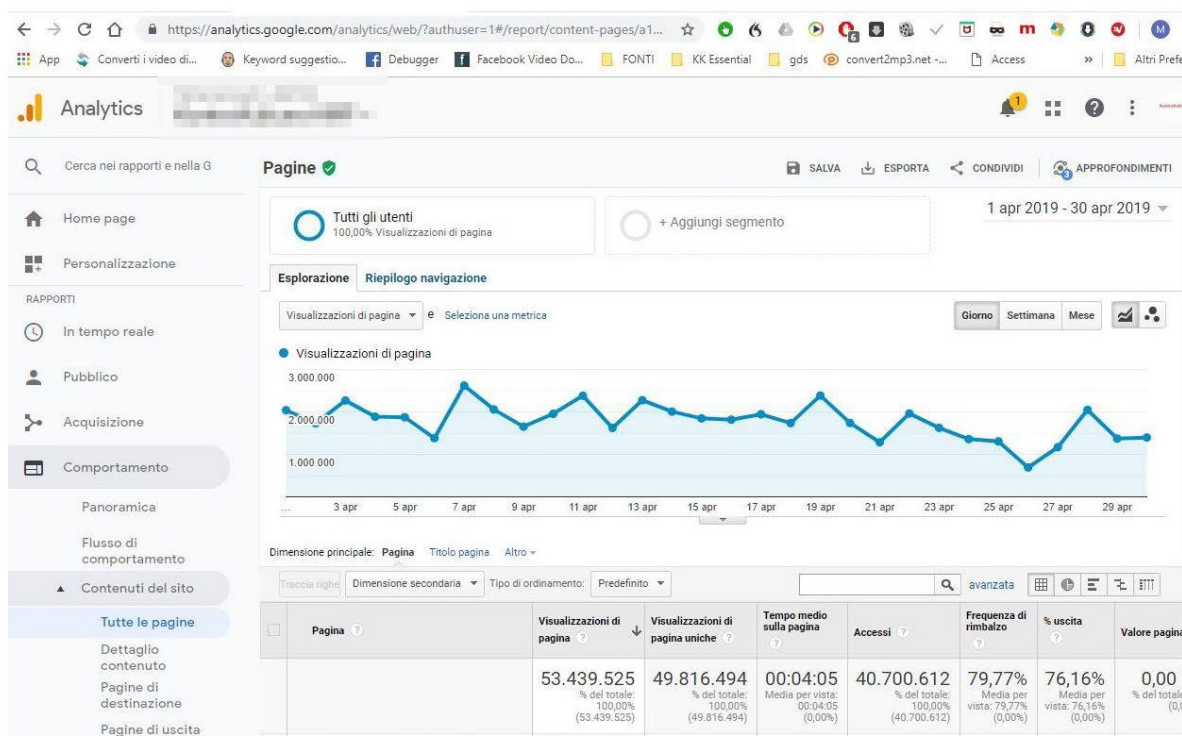 https://analytics.google.com/analytics/web/?authuser=1#/report/content-pages/a1...
App Converti i video di... Keyword suggestio... Debugger Facebook Video Do... FONTI KK Essential gds convert2mp3.net -... Access » Altri Prefe
Analytics
1
Cerca nei rapporti e nella G
Pagine
SALVA ESPORTA CONDIVIDI 3 APPROFONDIMENTI
Home page
Personalizzazione
RAPPORTI
In tempo reale
Pubblico
Acquisizione
Comportamento
Panoramica
Flusso di
comportamento
Contenuti del sito
Tutte le pagine
Dettaglio
contenuto
Pagine di
destinazione
Pagine di uscita
Tutti gli utenti
100,00% Visualizzazioni di pagina
+ Aggiungi segmento
1 apr 2019 - 30 apr 2019
Esplorazione Riepilogo navigazione
Visualizzazioni di pagina e Seleziona una metrica
Giorno Settimana Mese
Visualizzazioni di pagina
3.000.000
2.000.000
1.000.000
... 3 apr 5 apr 7 apr 9 apr 11 apr 13 apr 15 apr 17 apr 19 apr 21 apr 23 apr 25 apr 27 apr 29 apr
Dimensione principale: Pagina Titolo pagina Altro
Traccia righe Dimensione secondaria Tipo di ordinamento: Predefinito avanzata
Pagina ?
Visualizzazioni di
pagina ?
Visualizzazioni di
pagina uniche ?
Tempo medio
sulla pagina
?
Accessi ?
Frequenza di
rimbalzo
?
% uscita
?
Valore pagina
53.439.525
% del totale:
100,00%
(53.439.525)
49.816.494
% del totale:
100,00%
(49.816.494)
00:04:05
Media per vista:
00:04:05
(0,00%)
40.700.612
% del totale:
100,00%
(40.700.612)
79,77%
Media per
vista: 79,77%
(0,00%)
76,16%
Media per
vista: 76,16%
(0,00%)
0,00
% del totale
(0,0